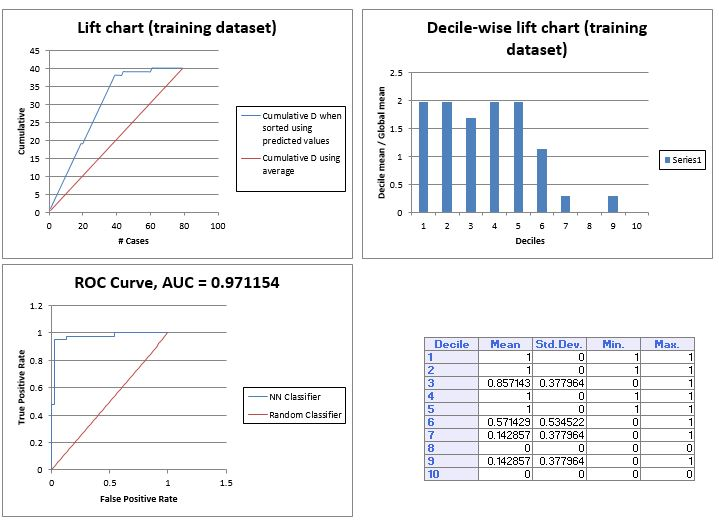 Lift chart (training dataset)
45
40
35
30
25
20
15
10
5
0
Cumulative
0 20 40 60 80 100
# Cases
Cumulative D when
sorted using
predicted values
Cumulative D using
average
Decile-wise lift chart (training
dataset)
2.5
2
1.5
1
0.5
0
Decile mean / Global mean
1 2 3 4 5 6 7 8 9 10
Deciles
Series1
ROC Curve, AUC = 0.971154
1.2
1
0.8
0.6
0.4
0.2
0
True Positive Rate
0 0.5 1 1.5
False Positive Rate
NN Classifier
Random Classifier
Decile Mean Std.Dev. Min. Max.
1 1 0 1 1
2 1 0 1 1
3 0.857143 0.377964 0 1
4 1 0 1 1
5 1 0 1 1
6 0.571429 0.534522 0 1
7 0.142857 0.377964 0 1
8 0 0 0 0
9 0.142857 0.377964 0 1
10 0 0 0 0